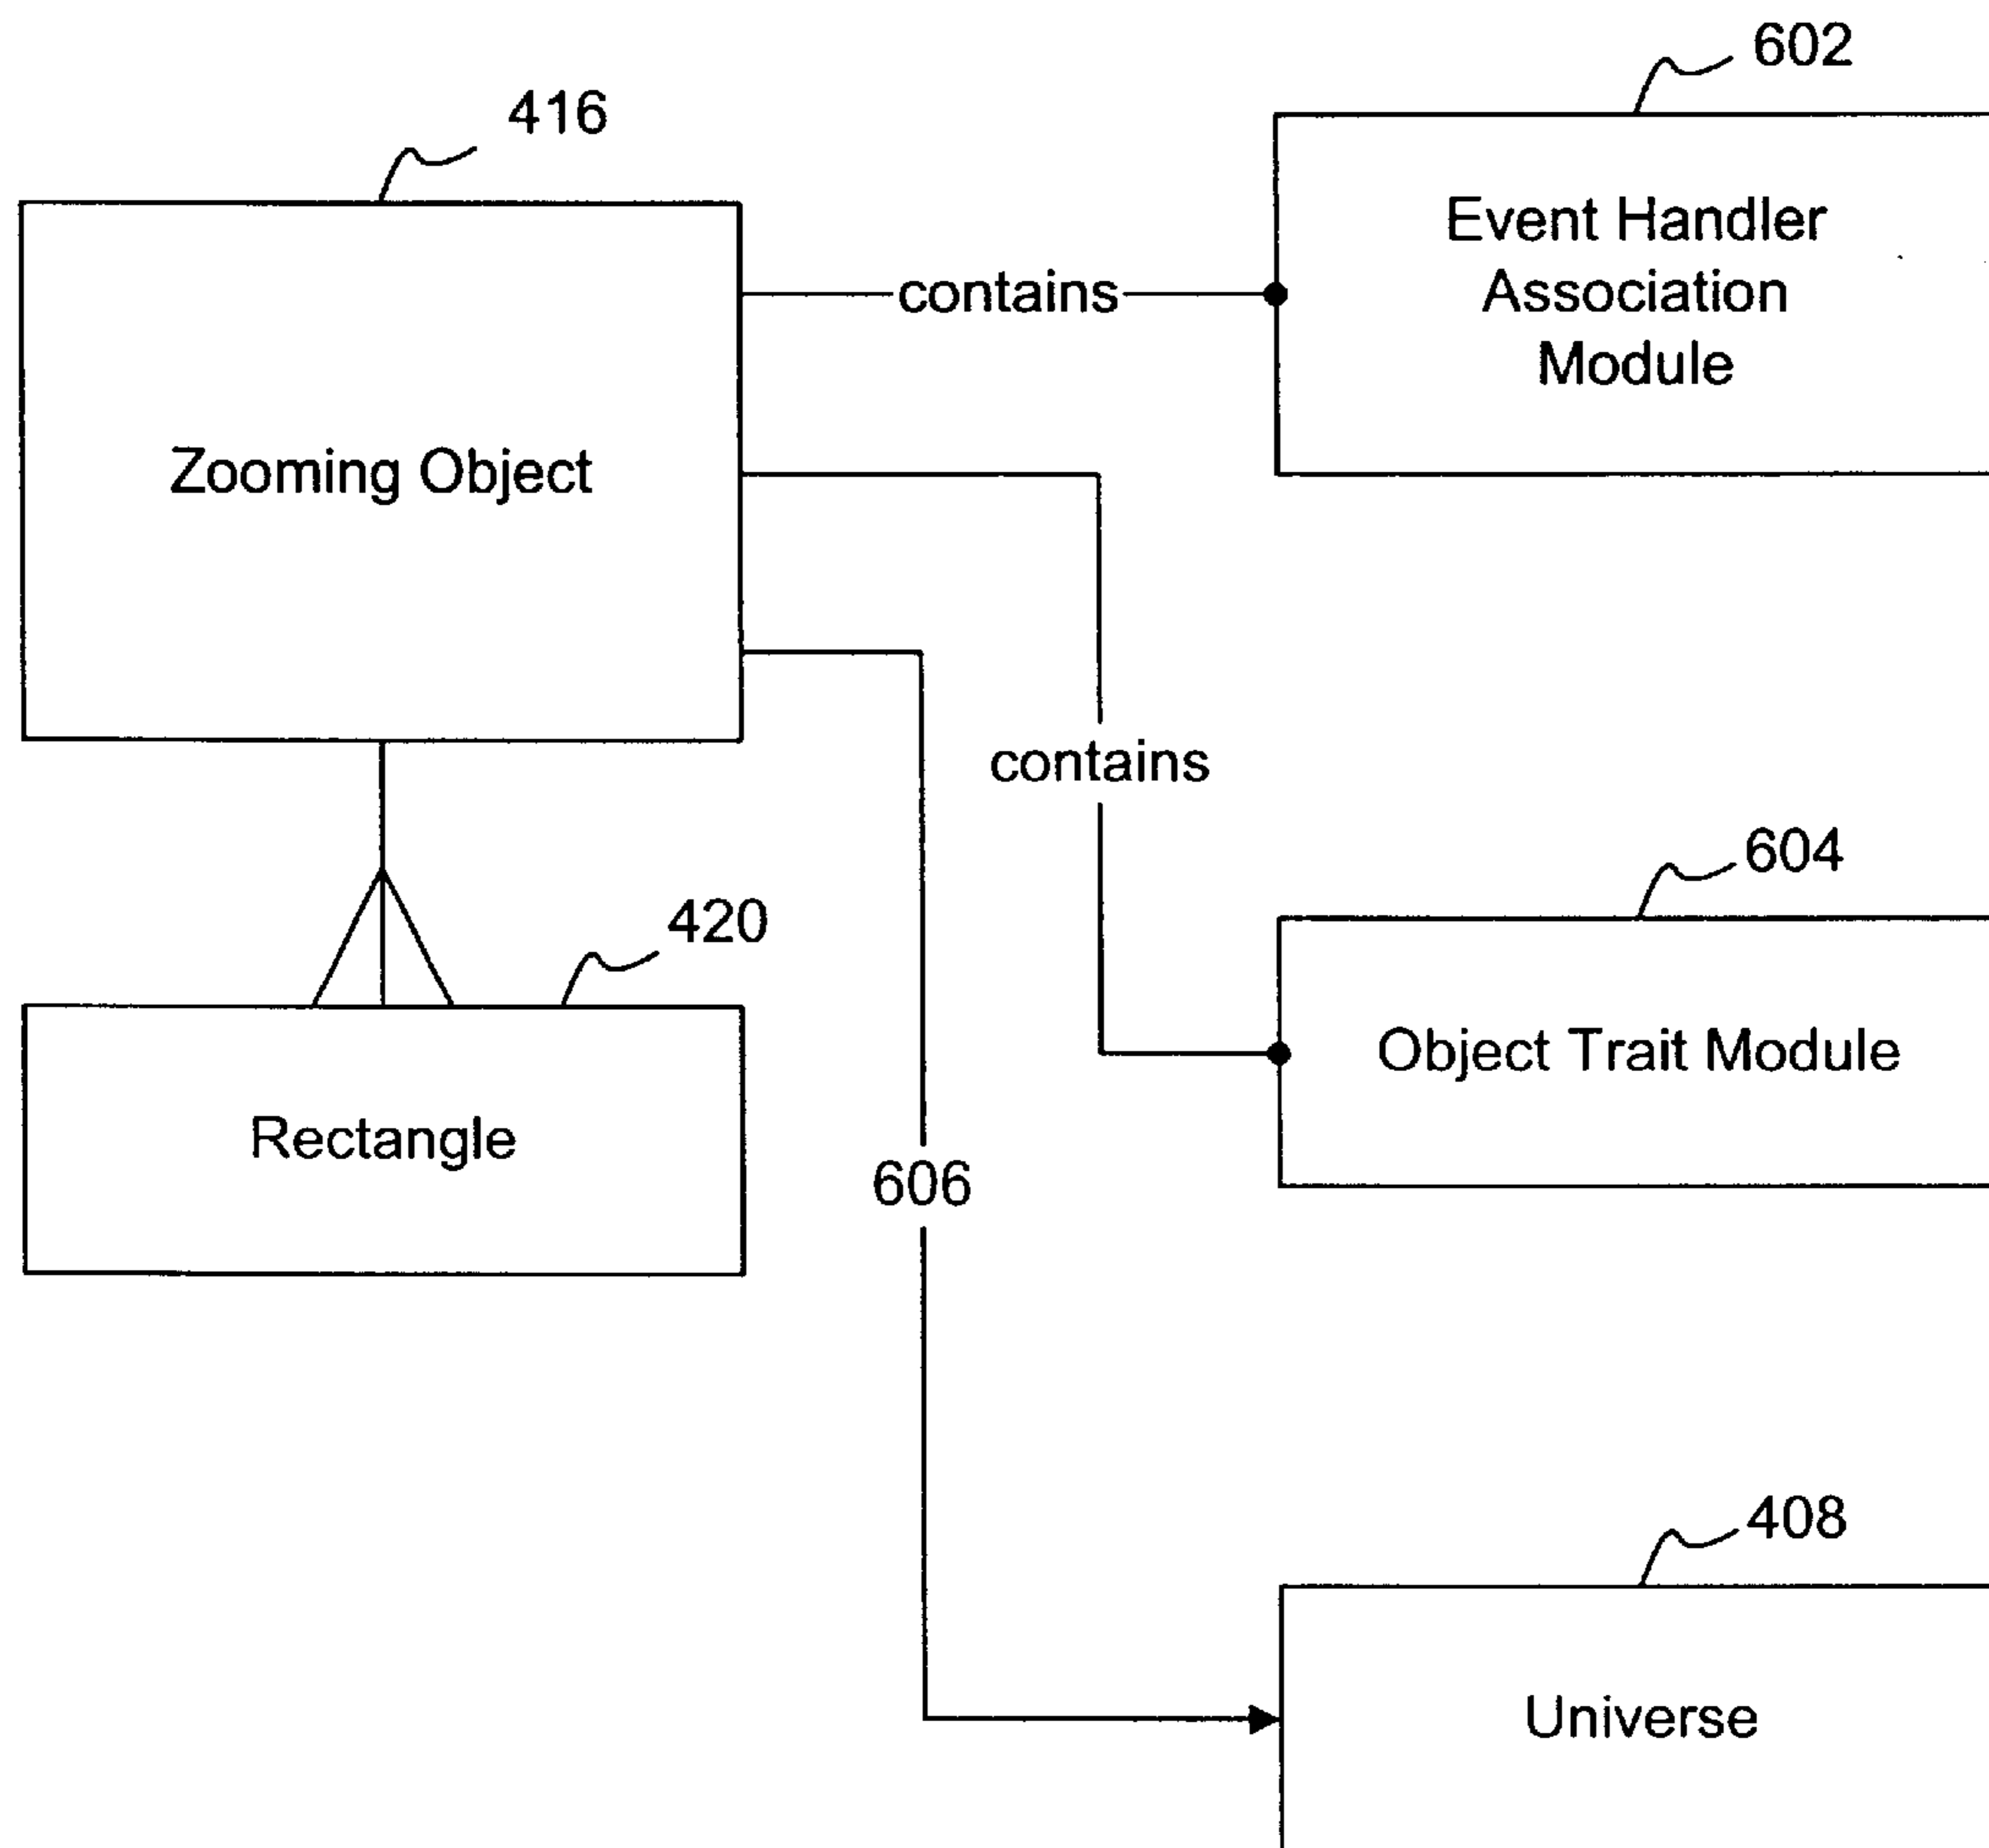 602
416
Event Handler
Association
Module
contains
Zooming Object
contains
604
420
Object Trait Module
Rectangle
606
408
Universe